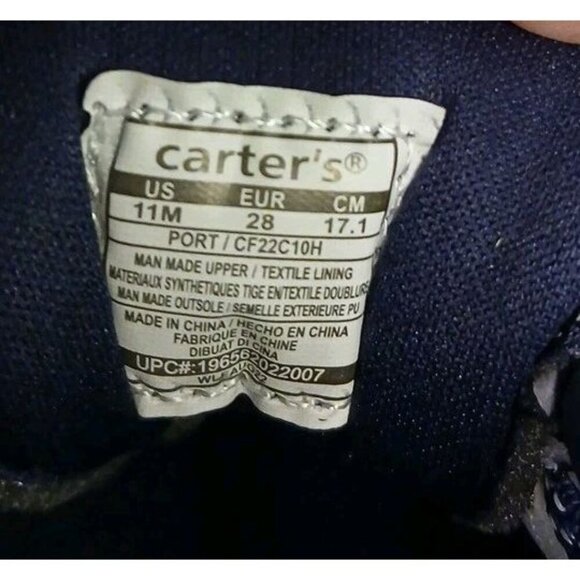 carter's®
US EUR CM
11M 28 17.1
PORT / CF22C10H
MAN MADE UPPER / TEXTILE LINING
MATERIAUX SYNTHETIQUES TIGE EN/TEXTILE DOUBLURE
MAN MADE OUTSOLE / SEMELLE EXTERIEURE PU
MADE IN CHINA / HECHO EN CHINA
FABRIQUE EN CHINE
DIBUAT DI CINA
UPC#:196562022007